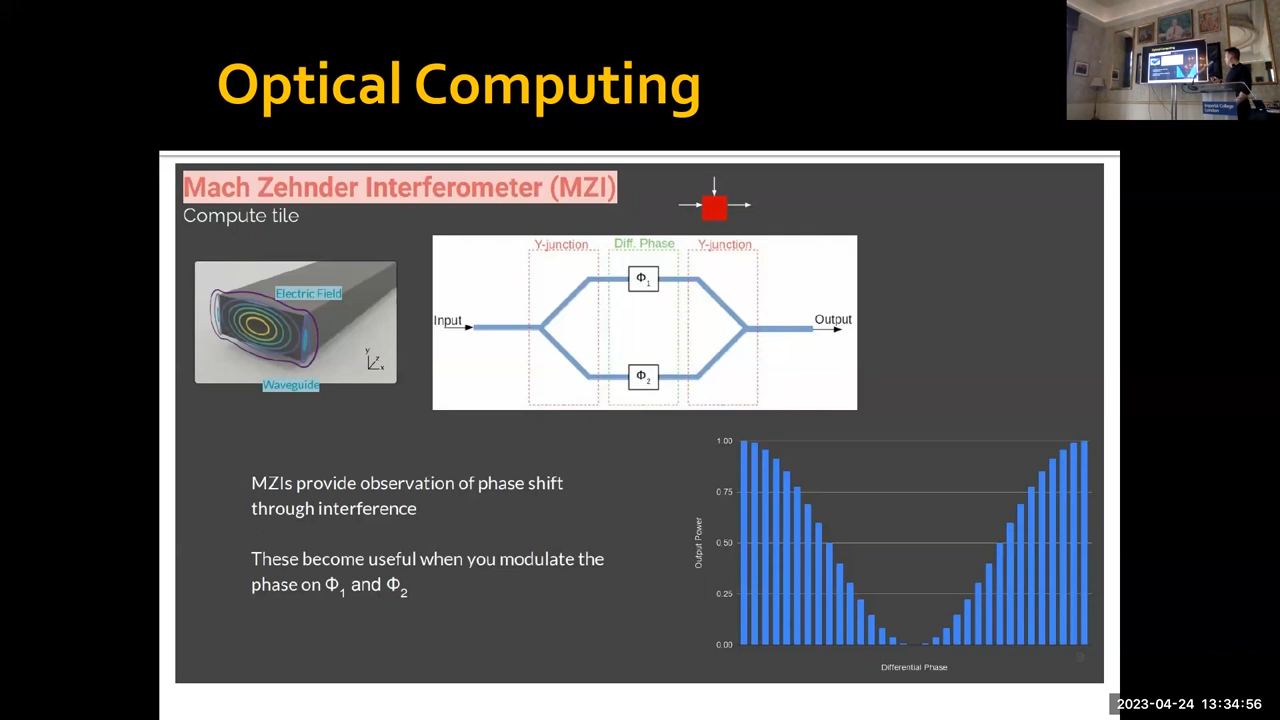 Optical Computing
Mach Zehnder Interferometer (MZI)
Compute tile
Electric Field
y
z
x
Waveguide
Y-junction
Diff. Phase
Y-junction
Φ1
Input
Output
Φ2
MZIs provide observation of phase shift
through interference
These become useful when you modulate the
phase on Φ1 and Φ2
1.00
0.75
0.50
0.25
0.00
Output Power
Differential Phase
Imperial College
London
2023-04-24 13:34:56